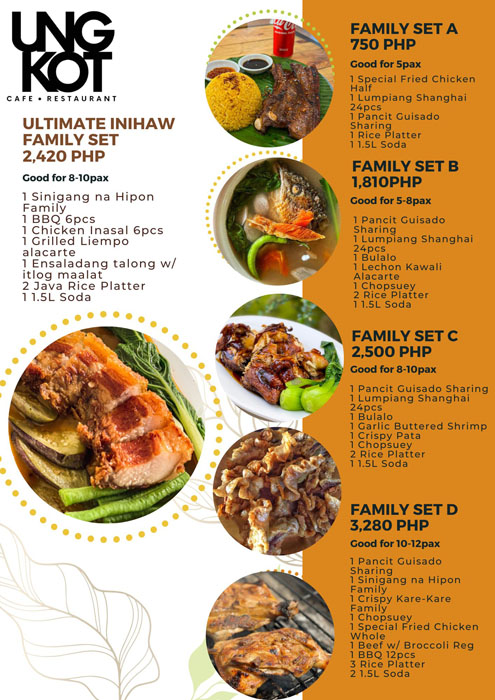 UNG
KOT
CAFE • RESTAURANT
ULTIMATE INIHAW
FAMILY SET
2,420 PHP
Good for 8-10pax
1 Sinigang na Hipon
Family
1 BBQ 6pcs
1 Chicken Inasal 6pcs
1 Grilled Liempo
alacarte
1 Ensaladang talong w/
itlog maalat
2 Java Rice Platter
1 1.5L Soda
FAMILY SET A
750 PHP
Good for 5pax
1 Special Fried Chicken
Half
1 Lumpiang Shanghai
24pcs
1 Pancit Guisado
Sharing
1 Rice Platter
1 1.5L Soda
FAMILY SET B
1,810PHP
Good for 5-8pax
1 Pancit Guisado
Sharing
1 Lumpiang Shanghai
24pcs
1 Bulalo
1 Lechon Kawali
Alacarte
1 Chopsuey
2 Rice Platter
1 1.5L Soda
FAMILY SET C
2,500 PHP
Good for 8-10pax
1 Pancit Guisado Sharing
1 Lumpiang Shanghai
24pcs
1 Bulalo
1 Garlic Buttered Shrimp
1 Crispy Pata
1 Chopsuey
2 Rice Platter
1 1.5L Soda
FAMILY SET D
3,280 PHP
Good for 10-12pax
1 Pancit Guisado
Sharing
1 Sinigang na Hipon
Family
1 Crispy Kare-Kare
Family
1 Chopsuey
1 Special Fried Chicken
Whole
1 Beef w/ Broccoli Reg
1 BBQ 12pcs
3 Rice Platter
2 1.5L Soda